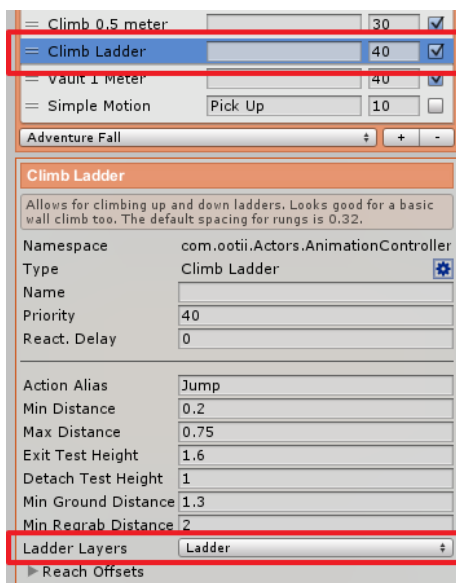 Climb 0.5 meter 30
Climb Ladder 40
Vault 1 Meter 40
Simple Motion Pick Up 10
Adventure Fall + -
Climb Ladder
Allows for climbing up and down ladders. Looks good for a basic
wall climb too. The default spacing for rungs is 0.32.
Namespace com.ootii.Actors.AnimationController
Type Climb Ladder
Name
Priority 40
React. Delay 0
Action Alias Jump
Min Distance 0.2
Max Distance 0.75
Exit Test Height 1.6
Detach Test Height 1
Min Ground Distance 1.3
Min Regrab Distance 2
Ladder Layers Ladder
Reach Offsets